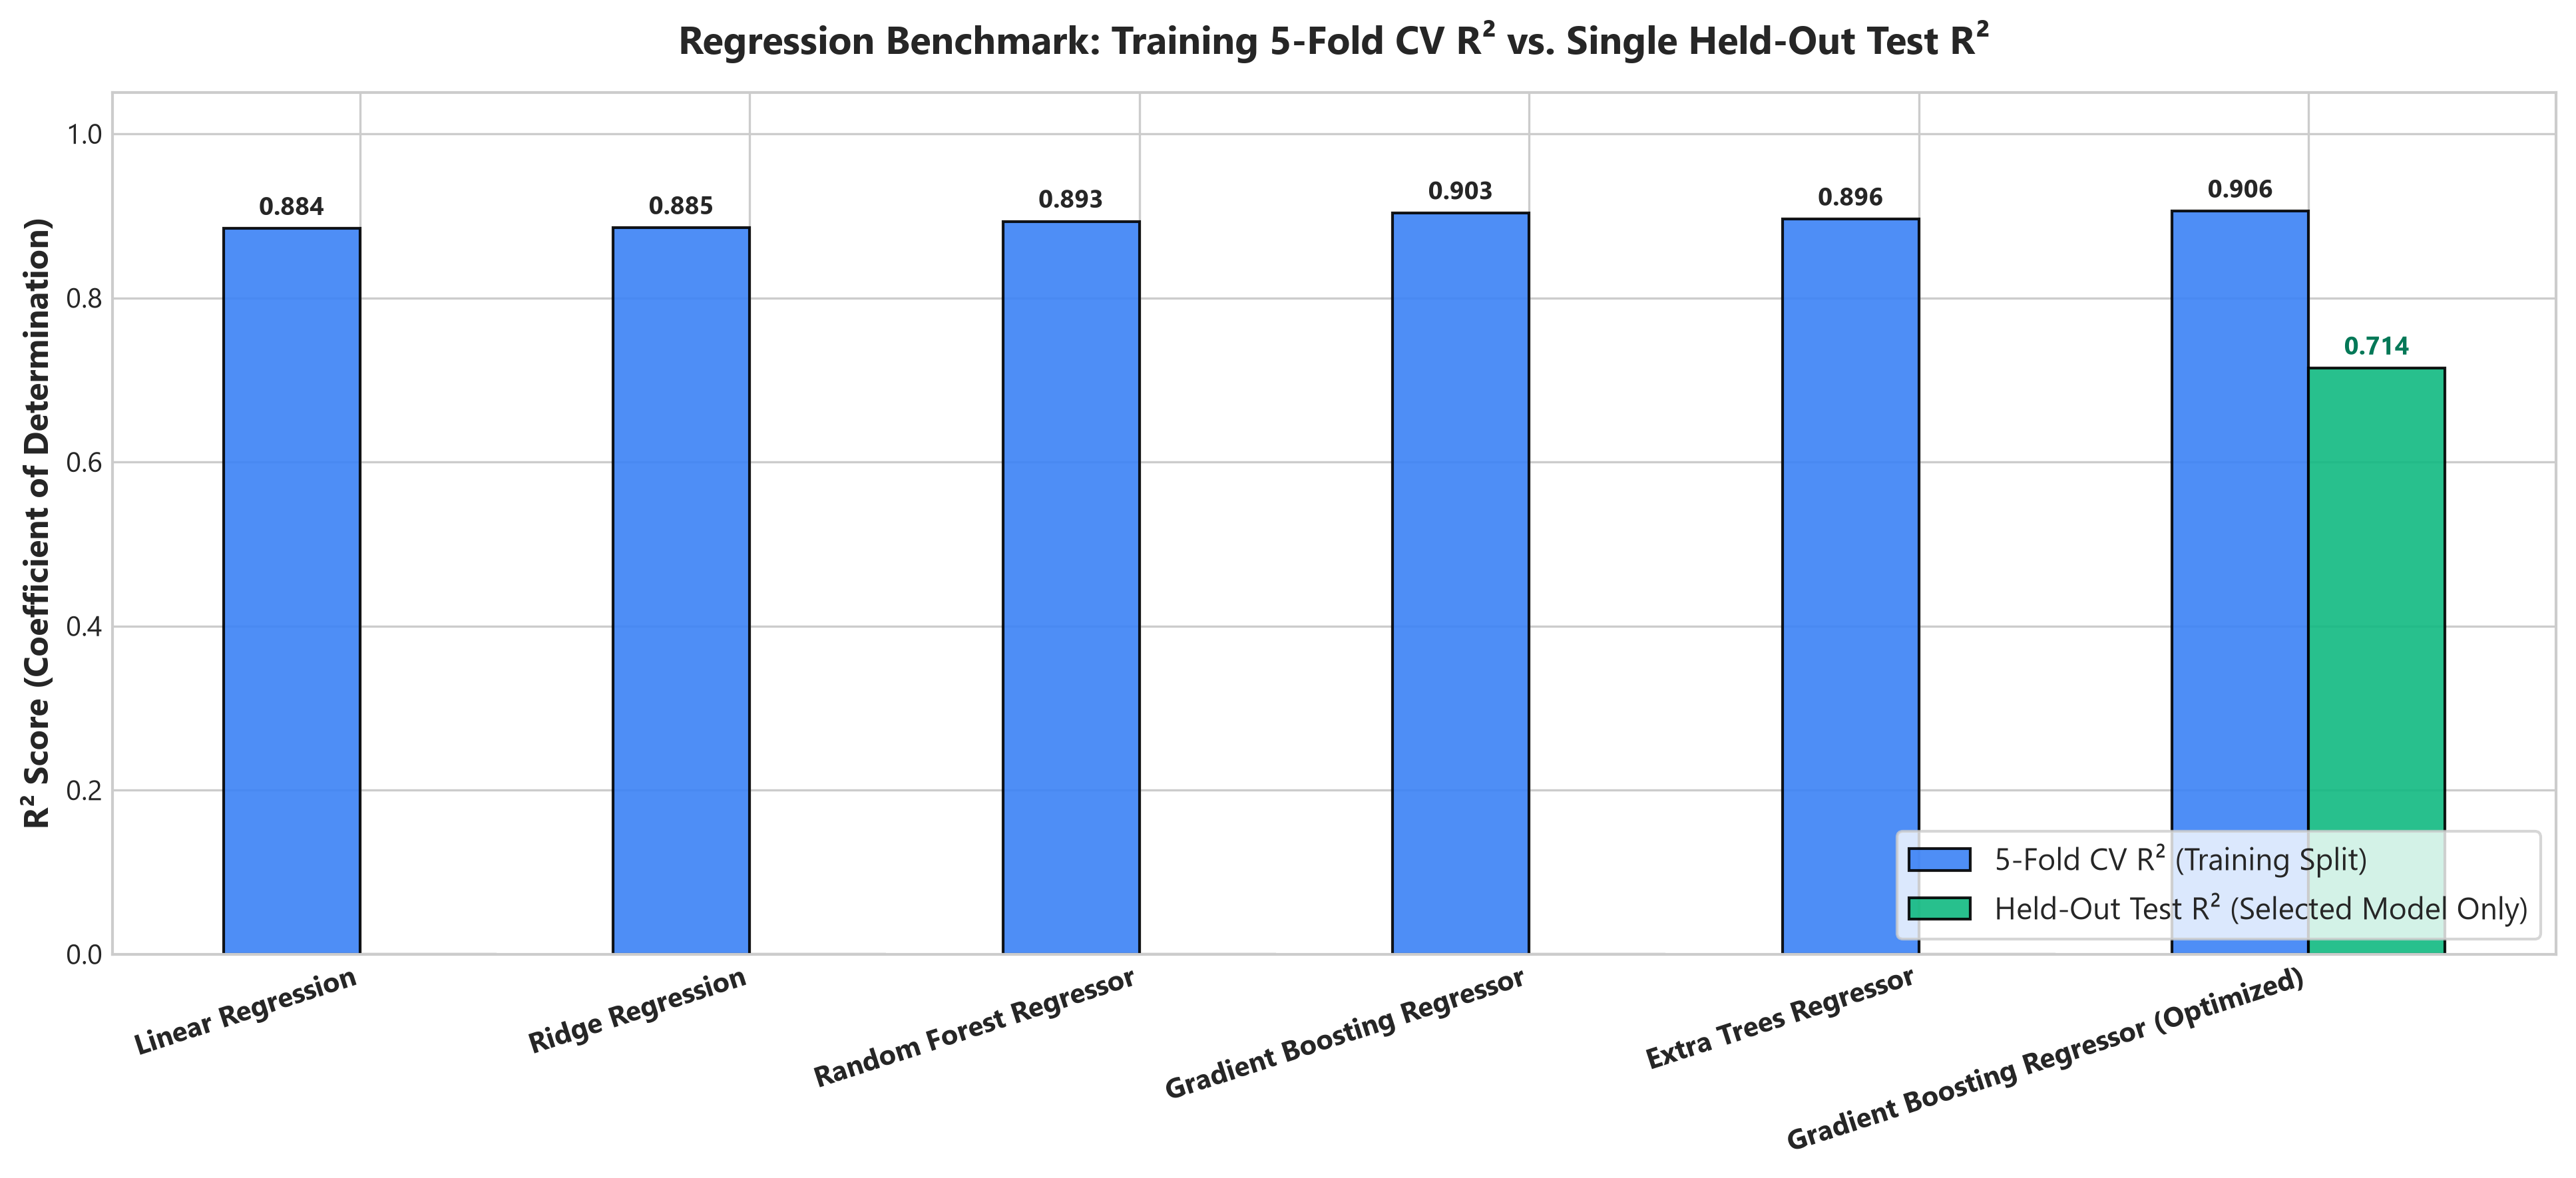 Regression Benchmark: Training 5-Fold CV R² vs. Single Held-Out Test R²
R² Score (Coefficient of Determination)
1.0
0.8
0.6
0.4
0.2
0.0
0.884
0.885
0.893
0.903
0.896
0.906
0.714
5-Fold CV R² (Training Split)
Held-Out Test R² (Selected Model Only)
Linear Regression
Ridge Regression
Random Forest Regressor
Gradient Boosting Regressor
Extra Trees Regressor
Gradient Boosting Regressor (Optimized)